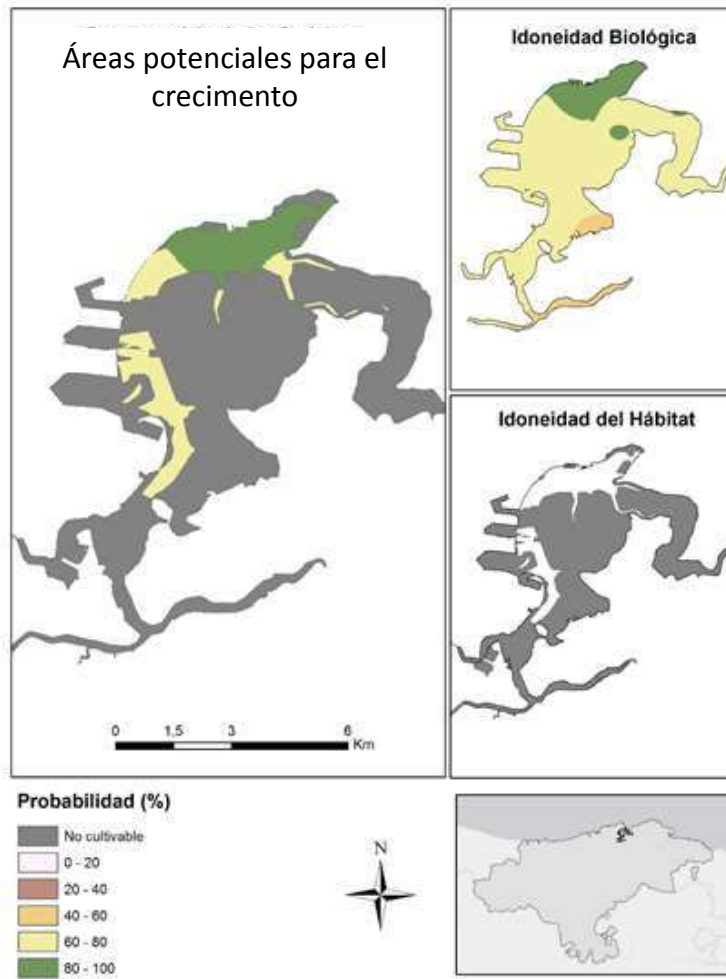 Áreas potenciales para el
crecimento
Idoneidad Biológica
Idoneidad del Hábitat
0 1,5 3 6
Km
Probabilidad (%)
No cultivable
0 - 20
20 - 40
40 - 60
60 - 80
80 - 100
N